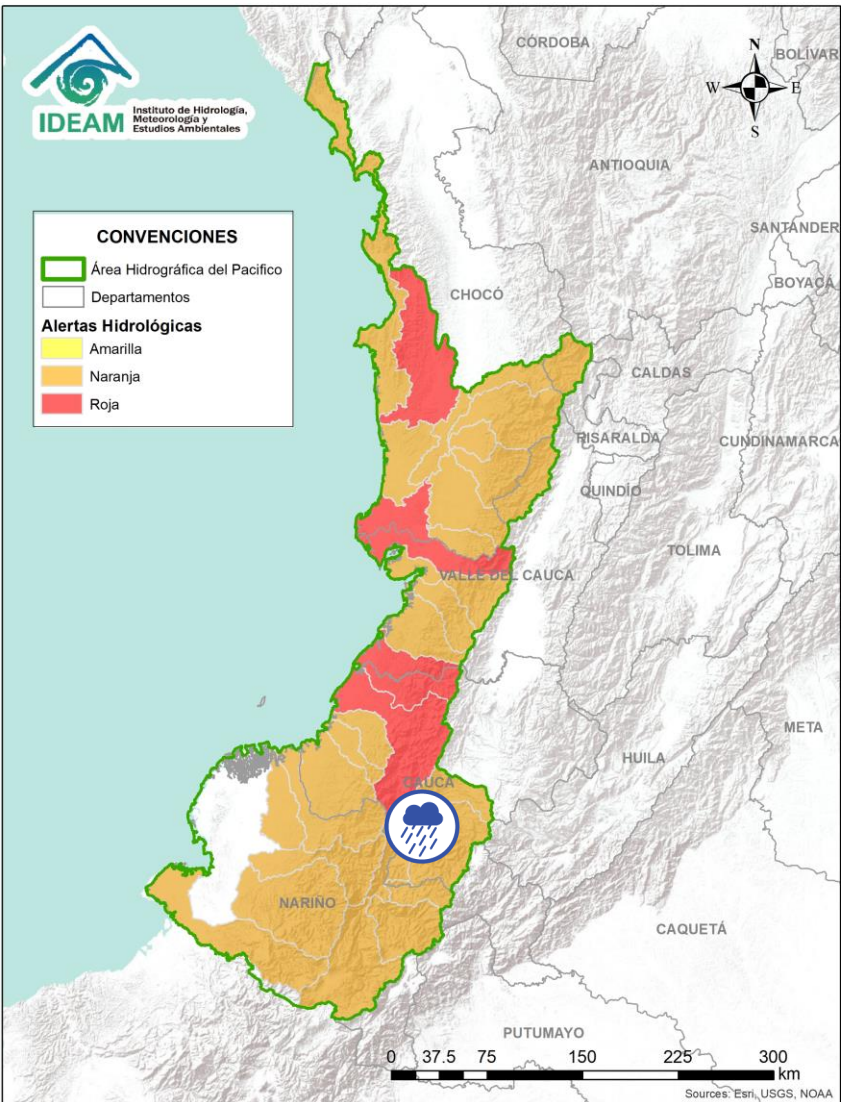 IDEAM
Instituto de Hidrología,
Meteorología y
Estudios Ambientales
N
W
E
S
CONVENCIONES
Área Hidrográfica del Pacifico
Departamentos
Alertas Hidrológicas
Amarilla
Naranja
Roja
CÓRDOBA
BOLÍVAR
ANTIOQUIA
SANTANDER
BOYACÁ
CHOCÓ
CALDAS
RISARALDA
CUNDINAMARCA
QUINDÍO
TOLIMA
VALLE DEL CAUCA
META
HUILA
CAUCA
NARIÑO
CAQUETÁ
PUTUMAYO
0 37.5 75 150 225 300
km
Sources: Esri, USGS, NOAA